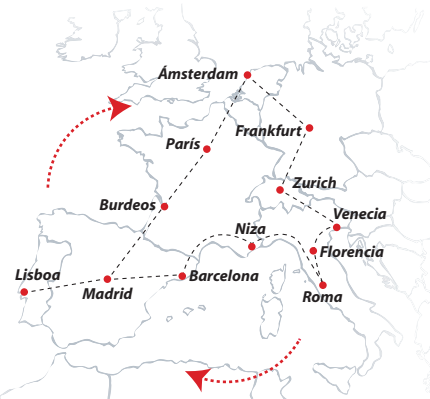 Ámsterdam
Frankfurt
París
Zurich
Burdeos
Venecia
Niza
Florencia
Lisboa
Barcelona
Madrid
Roma